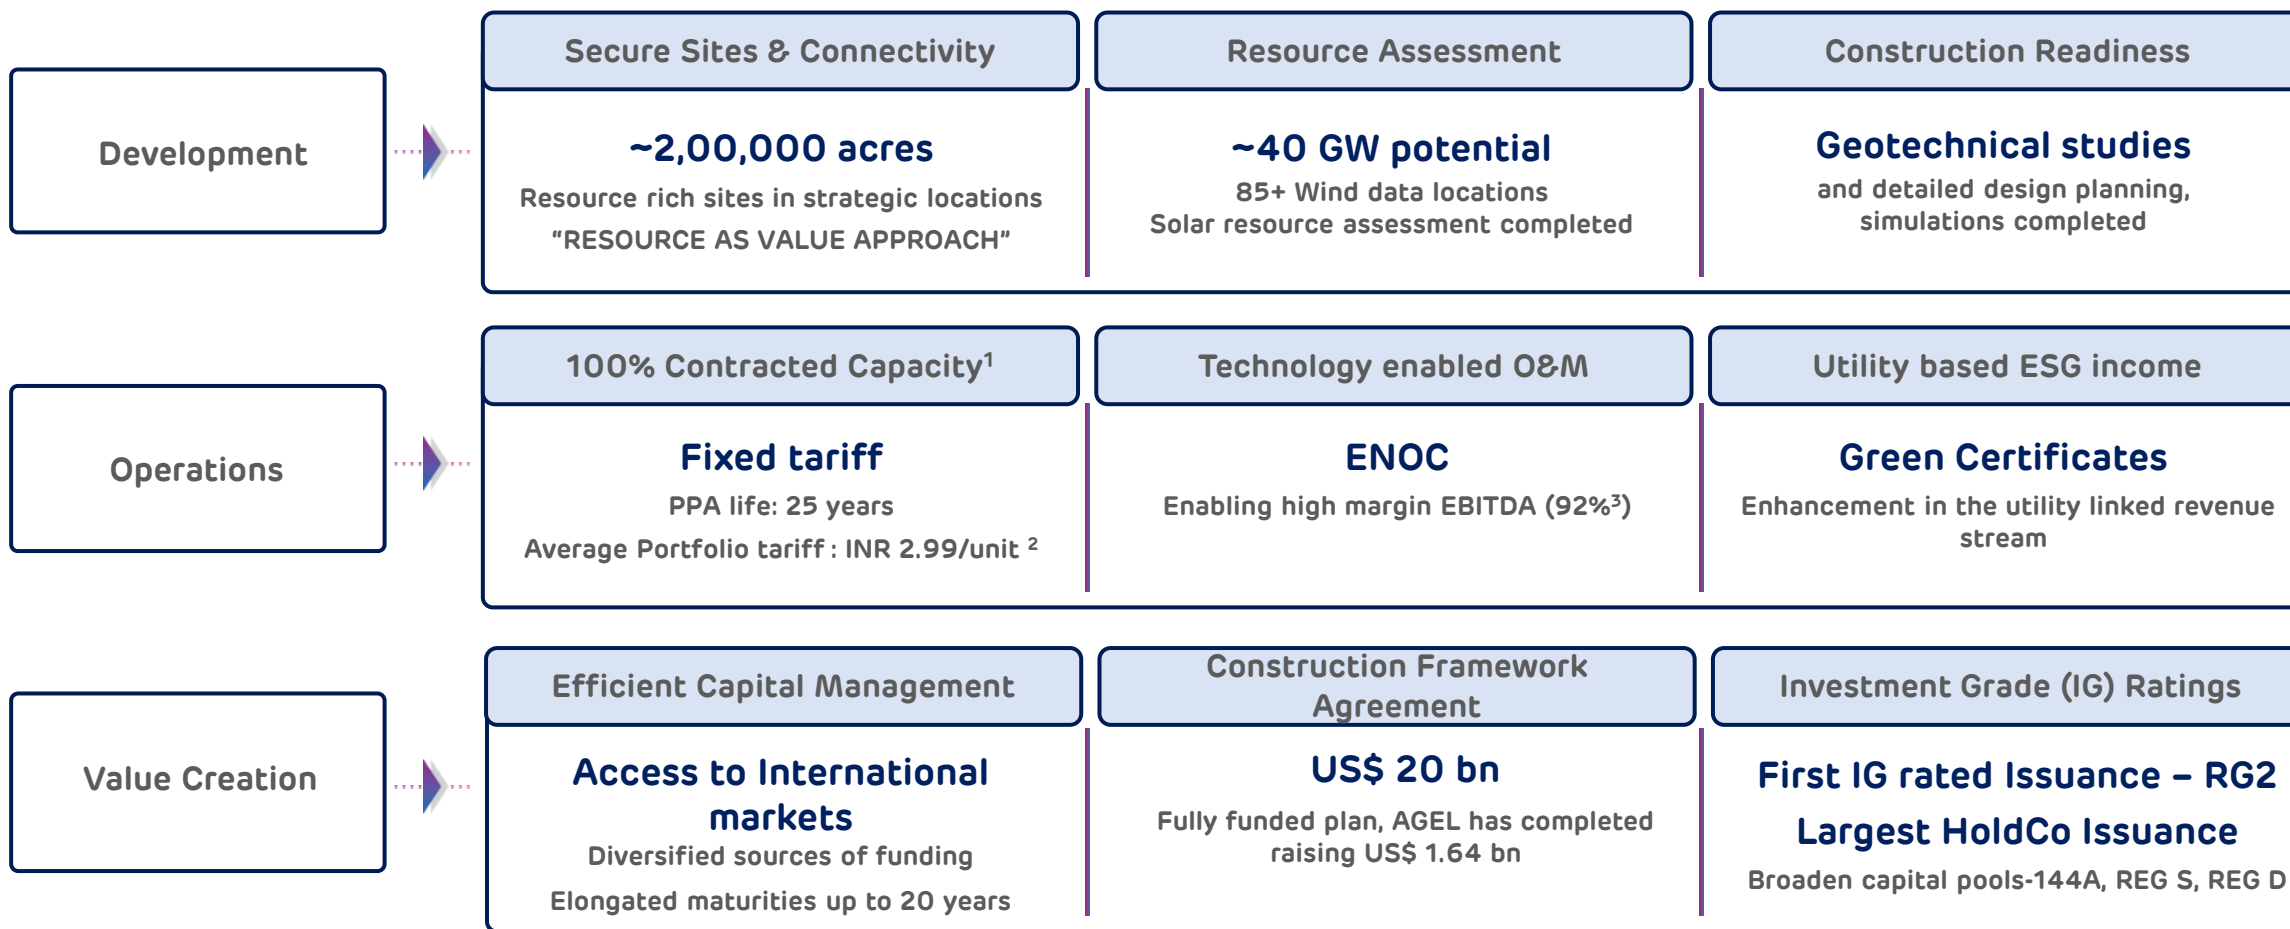 Development
Secure Sites & Connectivity
~2,00,000 acres
Resource rich sites in strategic locations
“RESOURCE AS VALUE APPROACH”
Resource Assessment
~40 GW potential
85+ Wind data locations
Solar resource assessment completed
Construction Readiness
Geotechnical studies
and detailed design planning,
simulations completed
Operations
100% Contracted Capacity¹
Fixed tariff
PPA life: 25 years
Average Portfolio tariff : INR 2.99/unit ²
Technology enabled O&M
ENOC
Enabling high margin EBITDA (92%³)
Utility based ESG income
Green Certificates
Enhancement in the utility linked revenue
stream
Value Creation
Efficient Capital Management
Access to International
markets
Diversified sources of funding
Elongated maturities up to 20 years
Construction Framework
Agreement
US$ 20 bn
Fully funded plan, AGEL has completed
raising US$ 1.64 bn
Investment Grade (IG) Ratings
First IG rated Issuance – RG2
Largest HoldCo Issuance
Broaden capital pools-144A, REG S, REG D